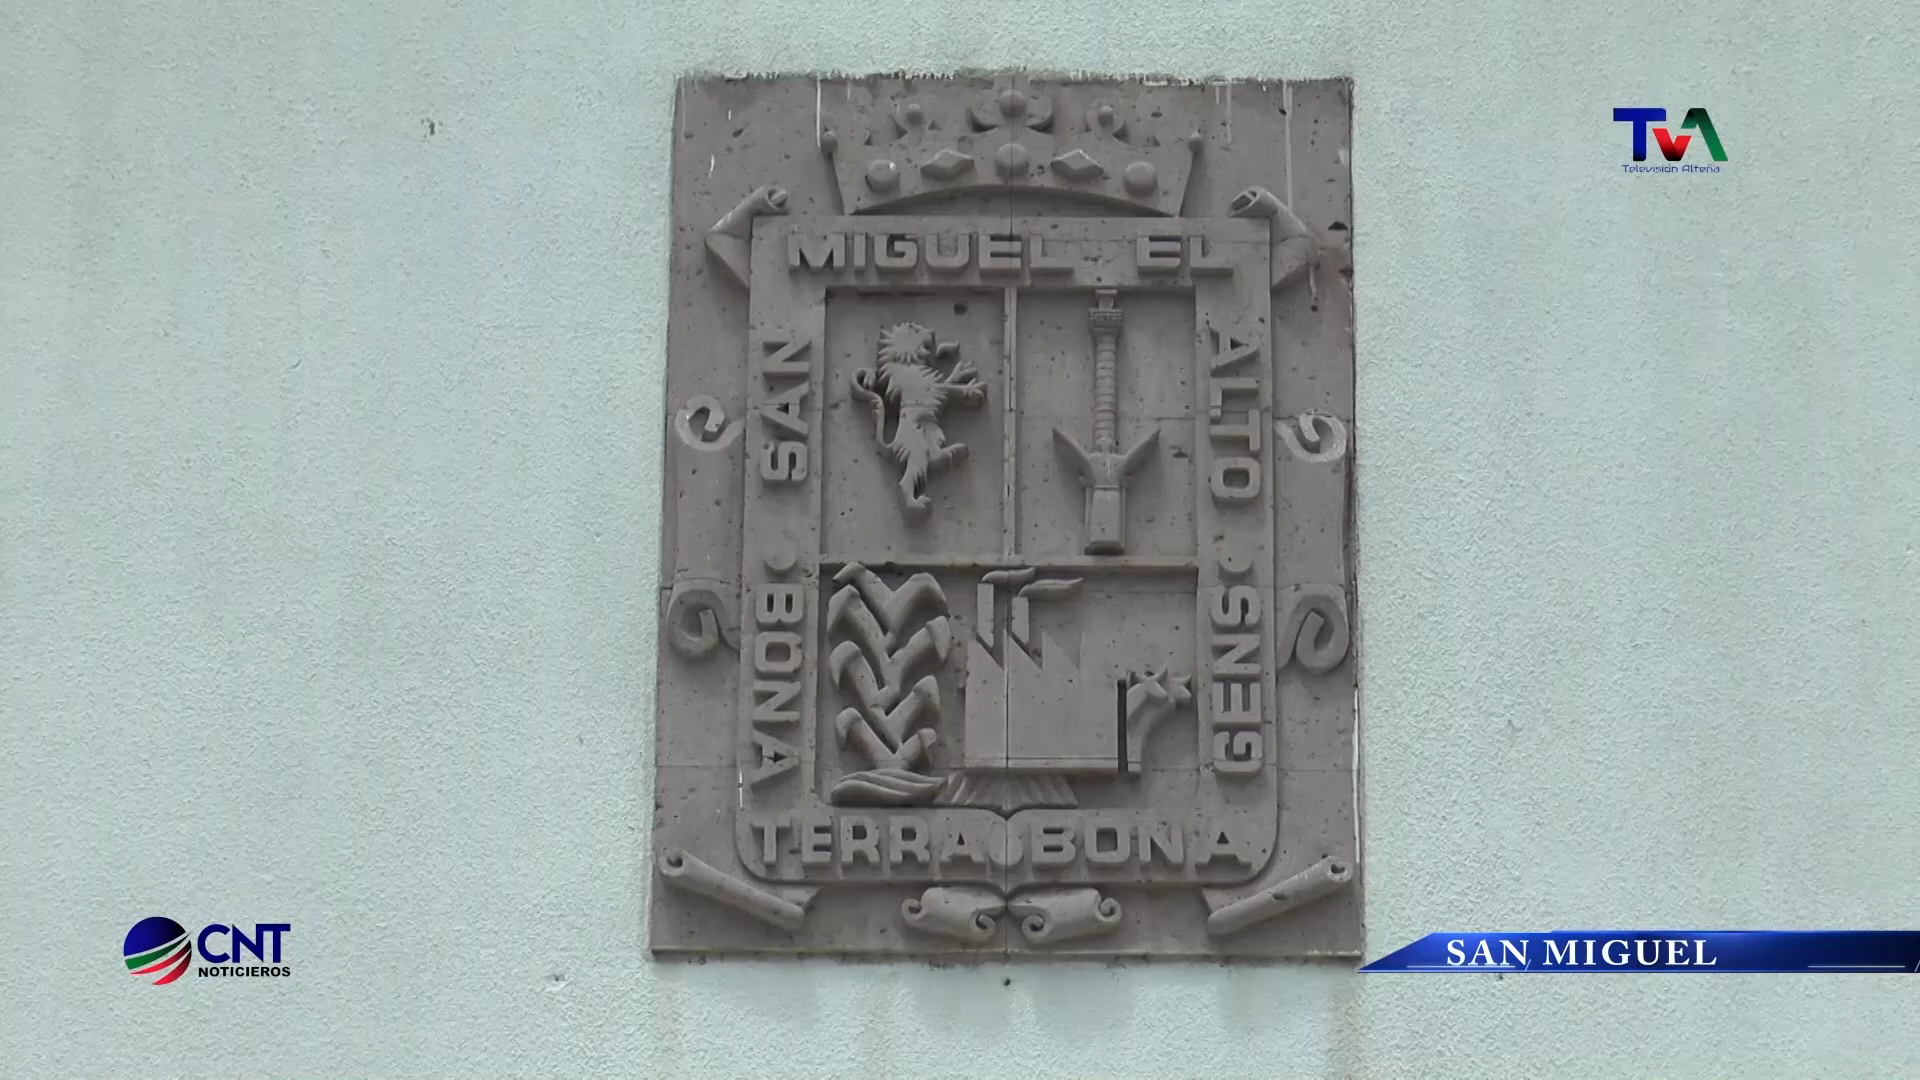 TVA
Televisión Alteña
MIGUEL EL
SAN
ALTO
BONA
GENS
TERRA BONA
CNT
NOTICIEROS
SAN MIGUEL